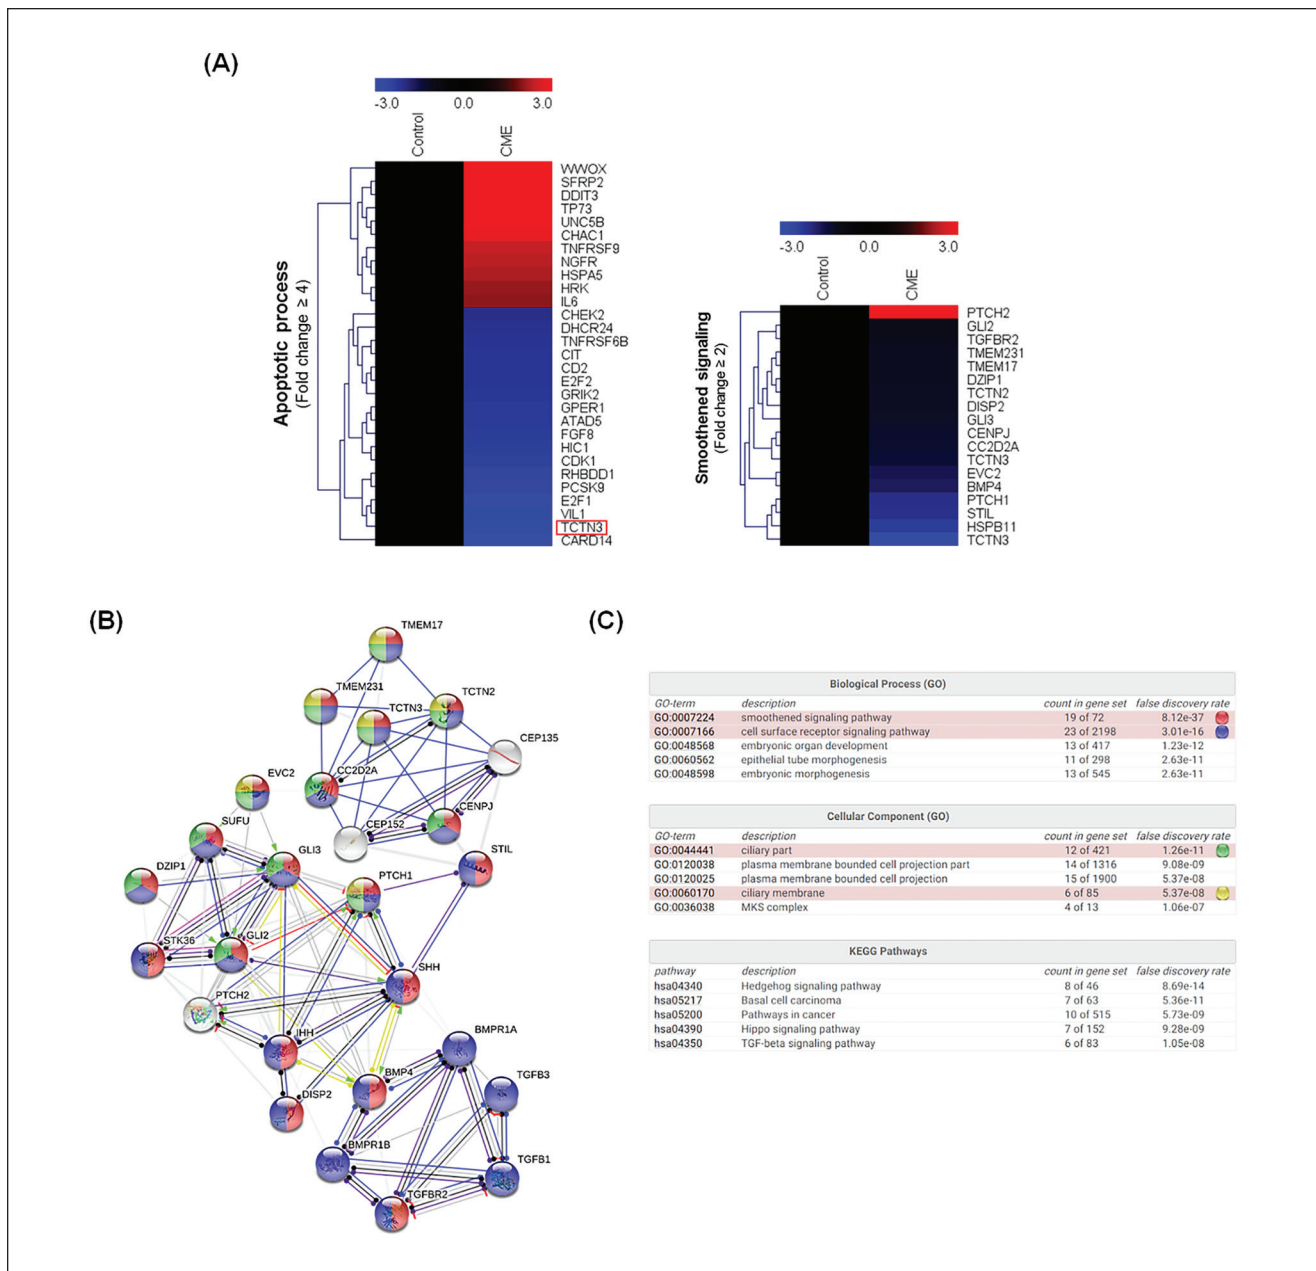 (A)
-3.0 0.0 3.0
Control CME
Apoptotic process
(Fold change ≥ 4)
WWOX
SFRP2
DDIT3
TP73
UNC5B
CHAC1
TNFRSF9
NGFR
HSPA5
HRK
IL6
CHEK2
DHCR24
TNFRSF6B
CIT
CD2
E2F2
GRIK2
GPER1
ATAD5
FGF8
HIC1
CDK1
RHBDD1
PCSK9
E2F1
VIL1
TCTN3
CARD14
-3.0 0.0 3.0
Control CME
Smoothened signaling
(Fold change ≥ 2)
PTCH2
GLI2
TGFBR2
TMEM231
TMEM17
DZIP1
TCTN2
DISP2
GLI3
CENPJ
CC2D2A
TCTN3
EVC2
BMP4
PTCH1
STIL
HSPB11
TCTN3
(B)
TMEM17
TMEM231
TCTN2
TCTN3
CEP135
CC2D2A
EVC2
CENPJ
CEP152
SUFU
GLI3
STIL
DZIP1
PTCH1
STK36
GLI2
SHH
PTCH2
IHH
BMPR1A
BMP4
TGFB3
DISP2
BMPR1B
TGFB1
TGFBR2
(C)
Biological Process (GO)
GO-term description count in gene set false discovery rate
GO:0007224 smoothened signaling pathway 19 of 72 8.12e-37
GO:0007166 cell surface receptor signaling pathway 23 of 2198 3.01e-16
GO:0048568 embryonic organ development 13 of 417 1.23e-12
GO:0060562 epithelial tube morphogenesis 11 of 298 2.63e-11
GO:0048598 embryonic morphogenesis 13 of 545 2.63e-11
Cellular Component (GO)
GO-term description count in gene set false discovery rate
GO:0044441 ciliary part 12 of 421 1.26e-11
GO:0120038 plasma membrane bounded cell projection part 14 of 1316 9.08e-09
GO:0120025 plasma membrane bounded cell projection 15 of 1900 5.37e-08
GO:0060170 ciliary membrane 6 of 85 5.37e-08
GO:0036038 MKS complex 4 of 13 1.06e-07
KEGG Pathways
pathway description count in gene set false discovery rate
hsa04340 Hedgehog signaling pathway 8 of 46 8.69e-14
hsa05217 Basal cell carcinoma 7 of 63 5.36e-11
hsa05200 Pathways in cancer 10 of 515 5.73e-09
hsa04390 Hippo signaling pathway 7 of 152 9.28e-09
hsa04350 TGF-beta signaling pathway 6 of 83 1.05e-08